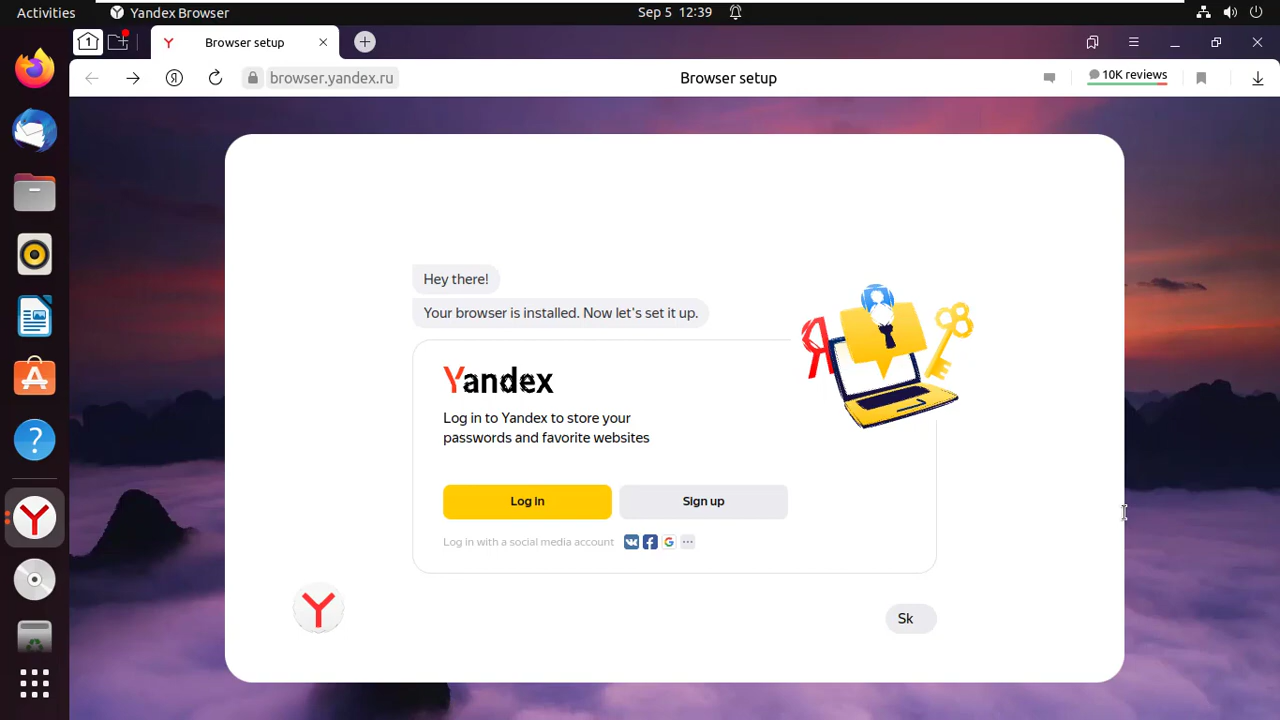 Activities
Yandex Browser
Sep 5 12:39
1
Browser setup
browser.yandex.ru
Browser setup
10K reviews
Hey there!
Your browser is installed. Now let's set it up.
Yandex
Log in to Yandex to store your
passwords and favorite websites
Log in
Sign up
Log in with a social media account
Sk